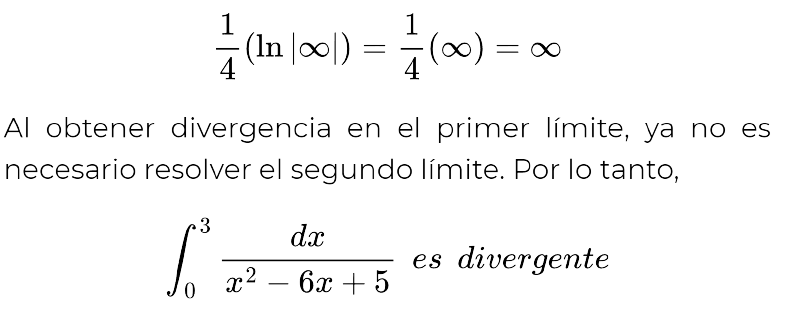 1/4 (ln |∞|) = 1/4 (∞) = ∞
Al obtener divergencia en el primer límite, ya no es
necesario resolver el segundo límite. Por lo tanto,
∫₀³ dx/(x² − 6x + 5) es divergente